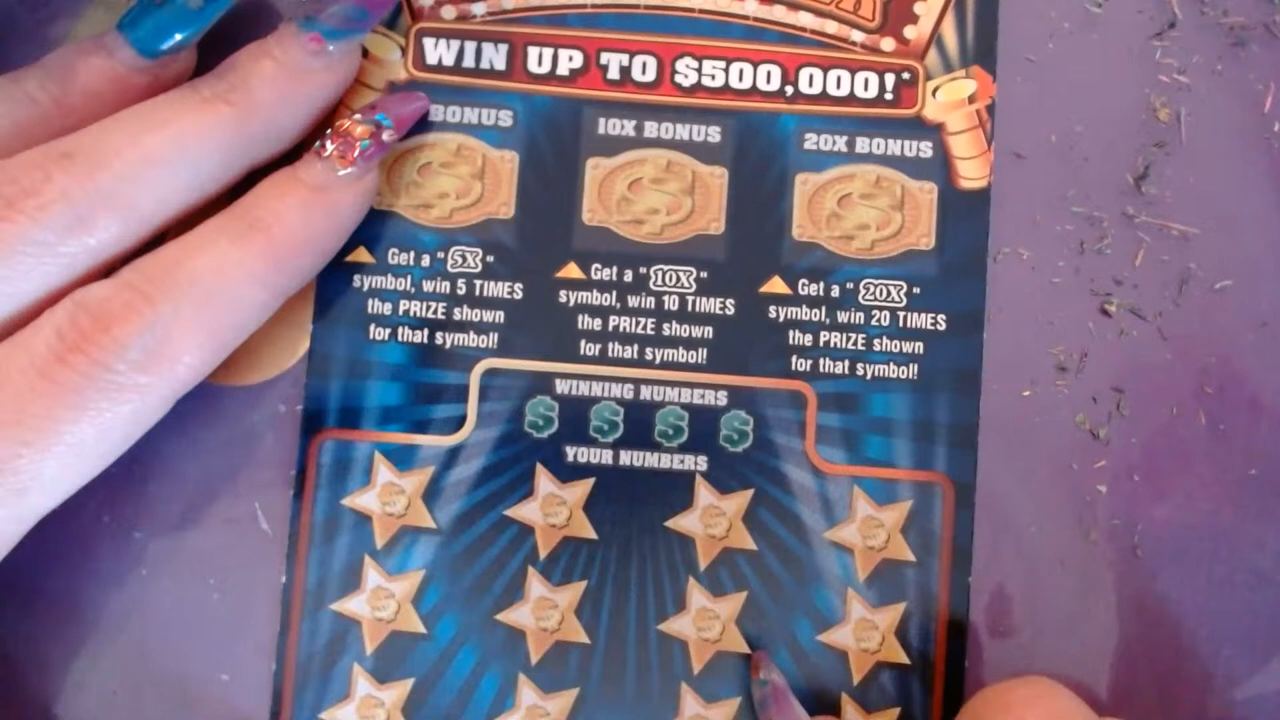 WIN UP TO $500,000!*
BONUS
10X BONUS
20X BONUS
Get a "5X"
symbol, win 5 TIMES
the PRIZE shown
for that symbol!
Get a "10X"
symbol, win 10 TIMES
the PRIZE shown
for that symbol!
Get a "20X"
symbol, win 20 TIMES
the PRIZE shown
for that symbol!
WINNING NUMBERS
$ $ $ $
YOUR NUMBERS